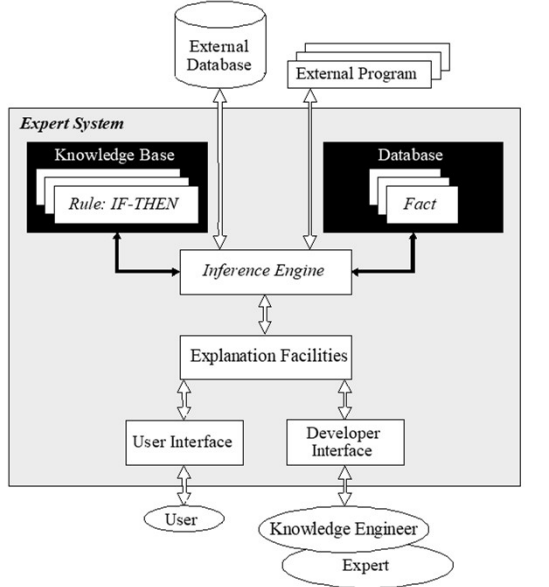 External
Database
External Program
Expert System
Knowledge Base
Rule: IF-THEN
Database
Fact
Inference Engine
Explanation Facilities
User Interface
Developer
Interface
User
Knowledge Engineer
Expert